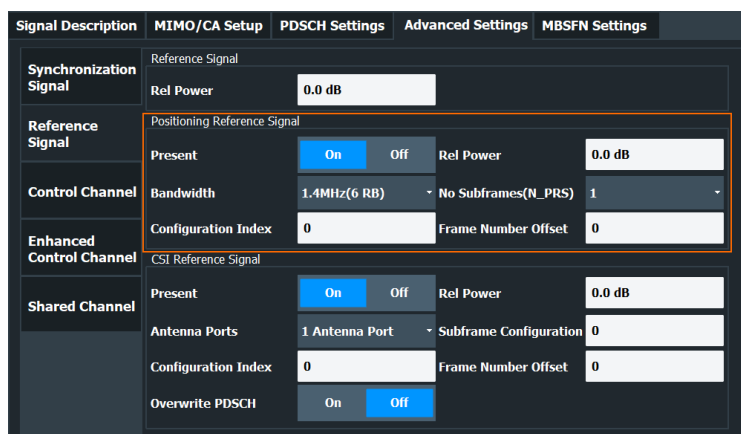 Signal Description MIMO/CA Setup PDSCH Settings Advanced Settings MBSFN Settings
Synchronization Signal
Reference Signal
Control Channel
Enhanced Control Channel
Shared Channel
Reference Signal
Rel Power 0.0 dB
Positioning Reference Signal
Present On Off Rel Power 0.0 dB
Bandwidth 1.4MHz(6 RB) No Subframes(N_PRS) 1
Configuration Index 0 Frame Number Offset 0
CSI Reference Signal
Present On Off Rel Power 0.0 dB
Antenna Ports 1 Antenna Port Subframe Configuration 0
Configuration Index 0 Frame Number Offset 0
Overwrite PDSCH On Off